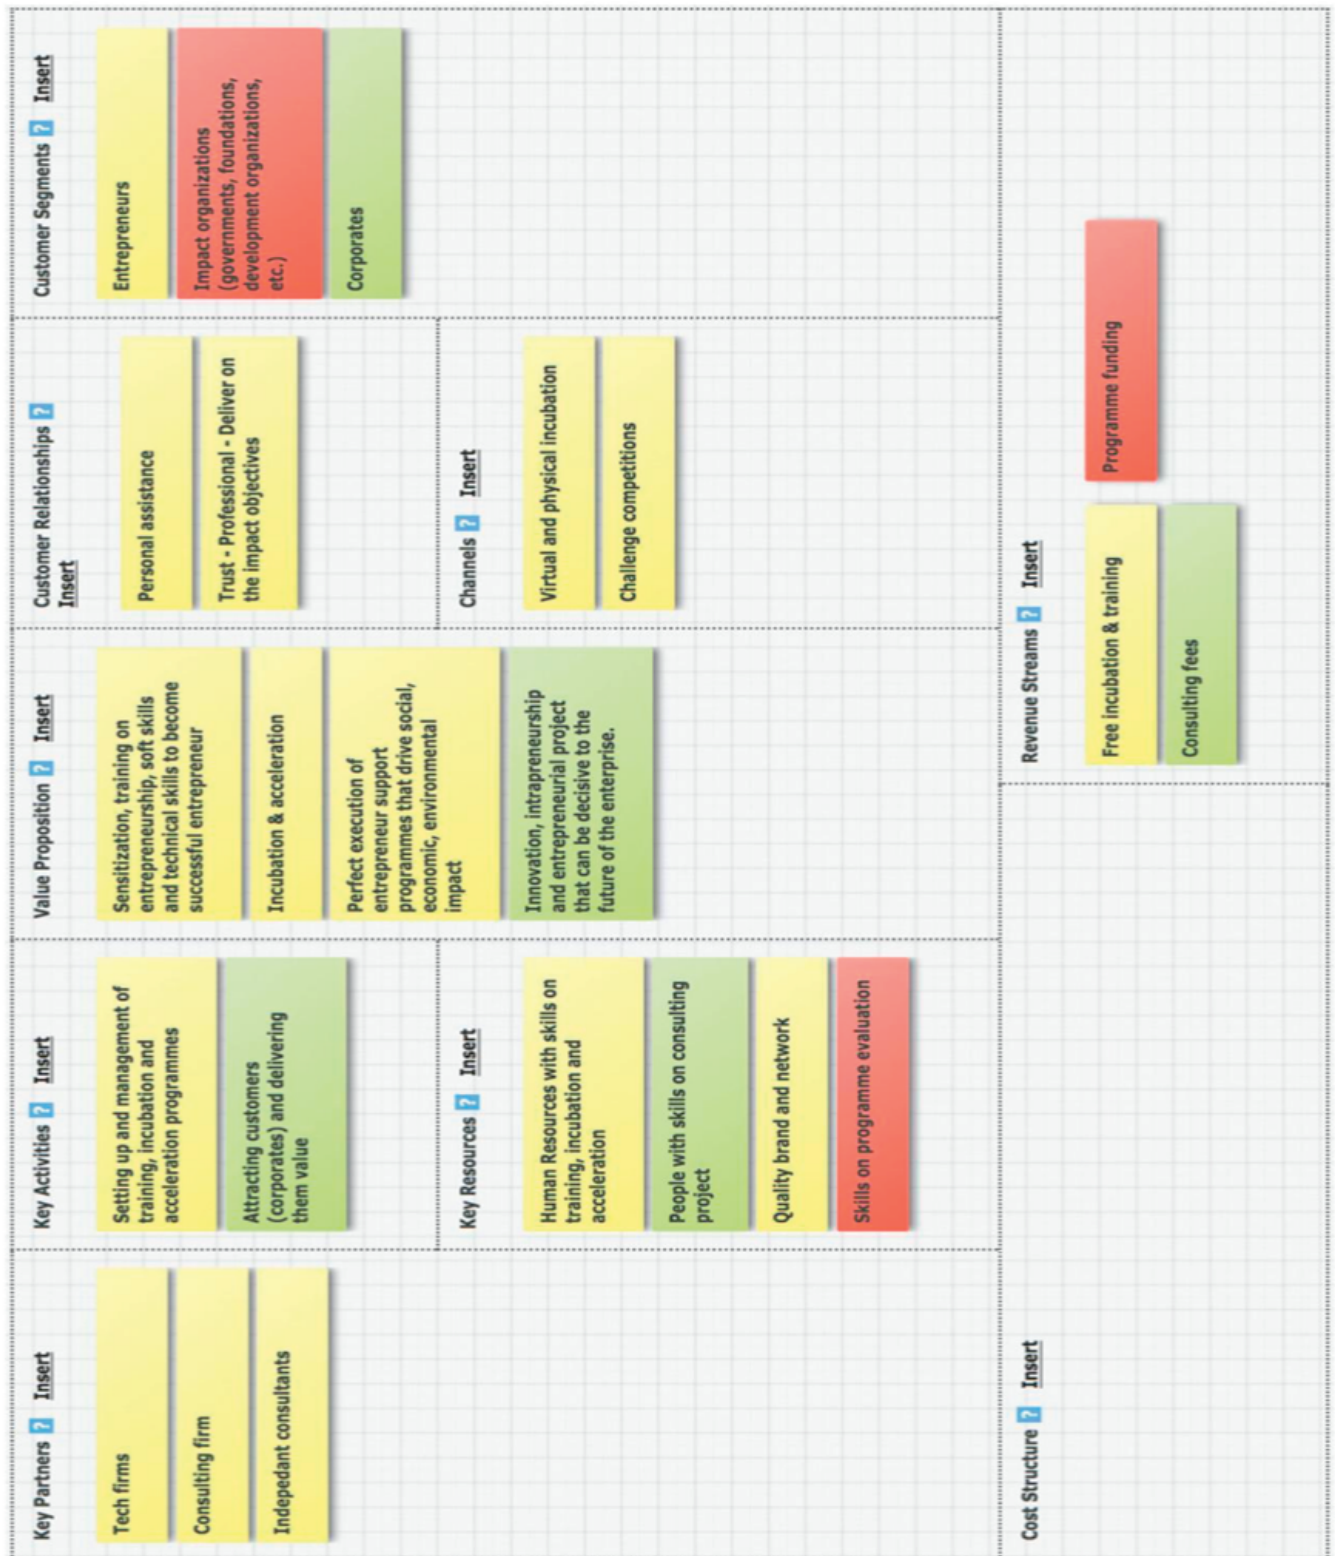 Key Partners ? Insert
Tech firms
Consulting firm
Indepedant consultants
Key Activities ? Insert
Setting up and management of
training, incubation and
acceleration programmes
Attracting customers
(corporates) and delivering
them value
Key Resources ? Insert
Human Resources with skills on
training, incubation and
acceleration
People with skills on consulting
project
Quality brand and network
Skills on programme evaluation
Value Proposition ? Insert
Sensitization, training on
entrepreneurship, soft skills
and technical skills to become
successful entrepreneur
Incubation & acceleration
Perfect execution of
entrepreneur support
programmes that drive social,
economic, environmental
impact
Innovation, intrapreneurship
and entrepreneurial project
that can be decisive to the
future of the enterprise.
Customer Relationships ?
Insert
Personal assistance
Trust - Professional - Deliver on
the impact objectives
Channels ? Insert
Virtual and physical incubation
Challenge competitions
Customer Segments ? Insert
Entrepreneurs
Impact organizations
(governments, foundations,
development organizations,
etc.)
Corporates
Cost Structure ? Insert
Revenue Streams ? Insert
Free incubation & training
Programme funding
Consulting fees